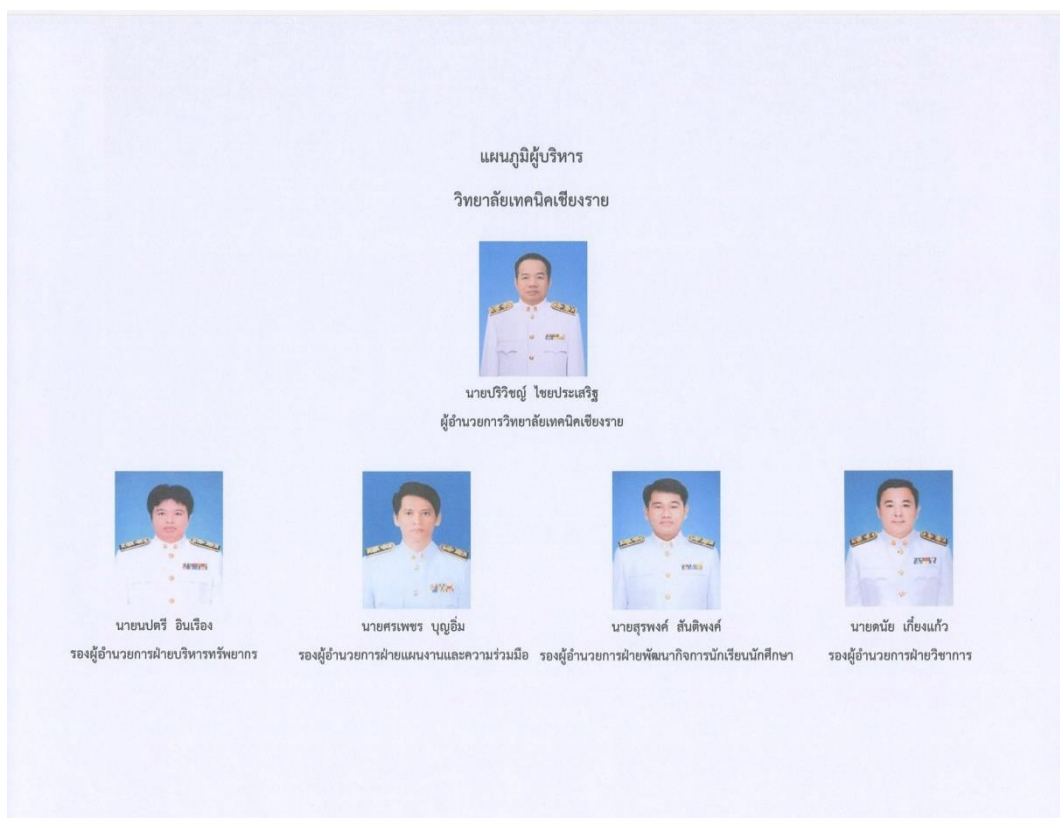 แผนภูมิผู้บริหาร
วิทยาลัยเทคนิคเชียงราย
นายปริวิชญ์ ไชยประเสริฐ
ผู้อำนวยการวิทยาลัยเทคนิคเชียงราย
นายนปดรี อินเรือง
รองผู้อำนวยการฝ่ายบริหารทรัพยากร
นายศรเพชร บุญอิ่ม
รองผู้อำนวยการฝ่ายแผนงานและความร่วมมือ
นายสุรพงศ์ สันติพงศ์
รองผู้อำนวยการฝ่ายพัฒนากิจการนักเรียนนักศึกษา
นายดนัย เกี๋ยงแก้ว
รองผู้อำนวยการฝ่ายวิชาการ